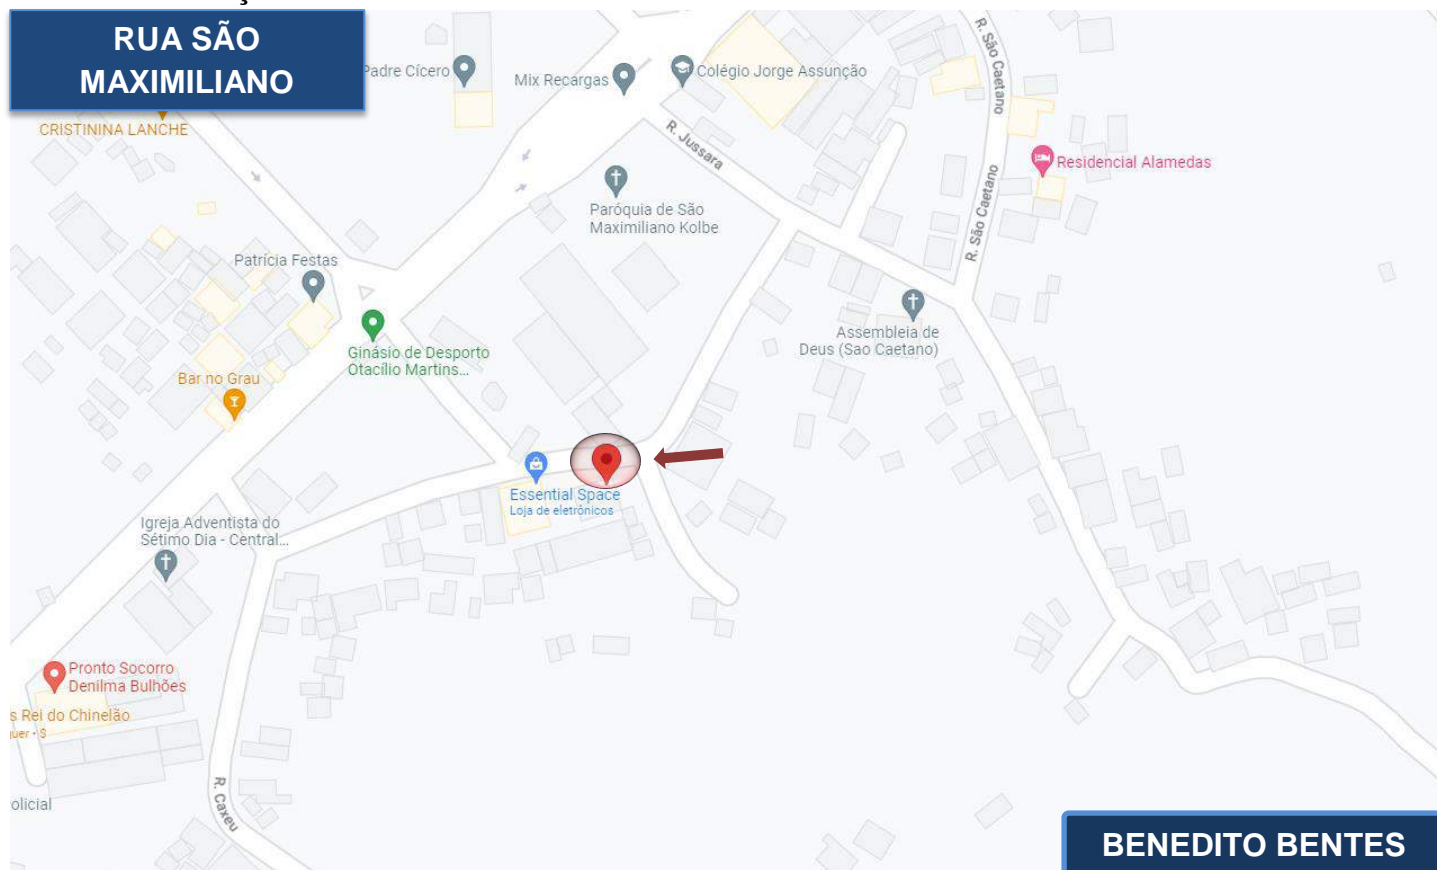 RUA SÃO
MAXIMILIANO
Padre Cícero
Mix Recargas
Colégio Jorge Assunção
R. São Caetano
CRISTININA LANCHE
R. Jussara
Residencial Alamedas
Paróquia de São
Maximiliano Kolbe
R. São Caetano
Patrícia Festas
Assembleia de
Deus (Sao Caetano)
Ginásio de Desporto
Otacílio Martins...
Bar no Grau
Essential Space
Loja de eletrônicos
Igreja Adventista do
Sétimo Dia - Central...
Pronto Socorro
Denilma Bulhões
s Rei do Chinelão
guer • $
R. Caxeu
olicial
BENEDITO BENTES